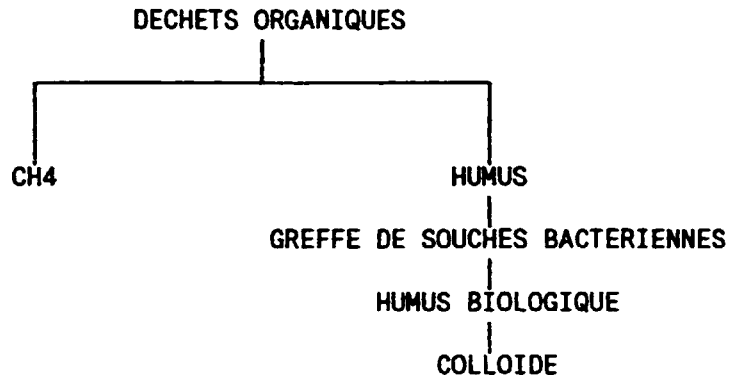 DECHETS ORGANIQUES
CH4 HUMUS
GREFFE DE SOUCHES BACTERIENNES
HUMUS BIOLOGIQUE
COLLOIDE